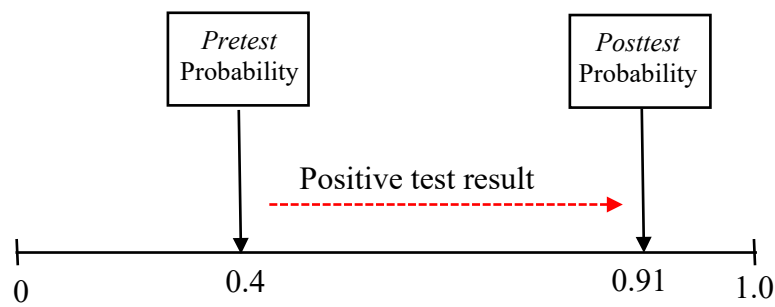 Pretest
Probability
Posttest
Probability
Positive test result
0
0.4
0.91
1.0